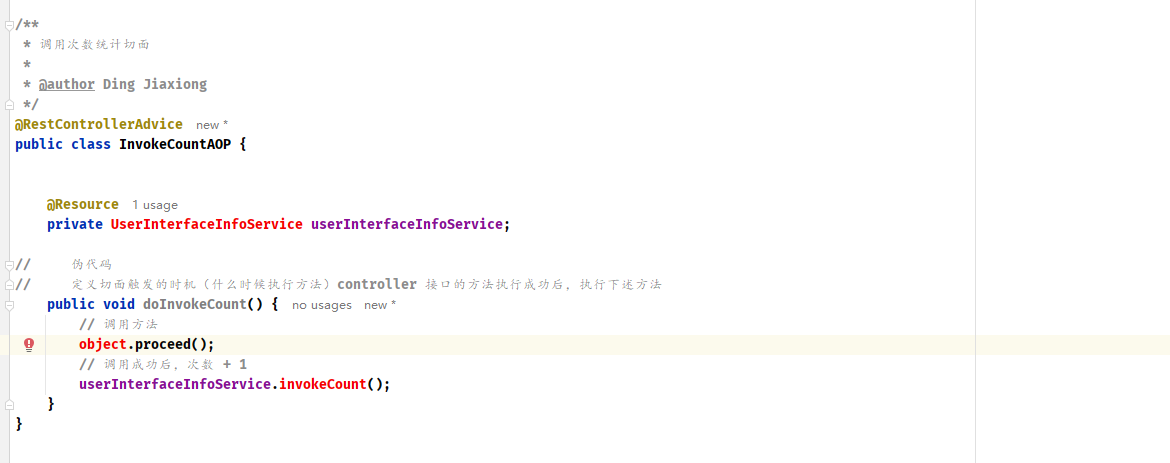 /**
* 调用次数统计切面
*
* @author Ding Jiaxiong
*/
@RestControllerAdvice new *
public class InvokeCountAOP {
@Resource 1 usage
private UserInterfaceInfoService userInterfaceInfoService;
// 伪代码
// 定义切面触发的时机（什么时候执行方法）controller 接口的方法执行成功后，执行下述方法
public void doInvokeCount() { no usages new *
// 调用方法
object.proceed();
// 调用成功后，次数 + 1
userInterfaceInfoService.invokeCount();
}
}